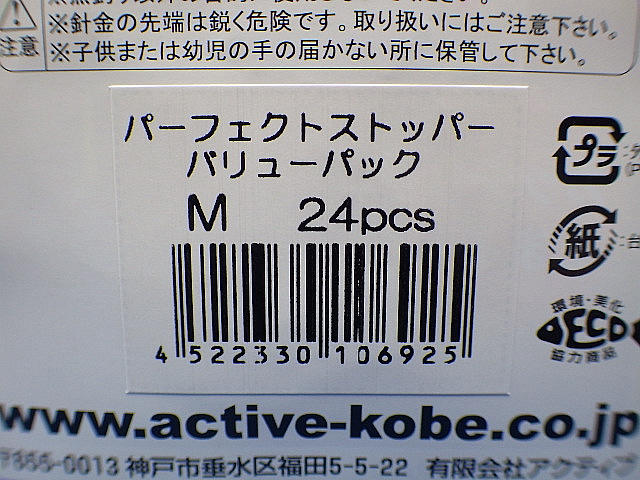 注意
※針金の先端は鋭く危険です。取り扱いにはご注意下さい。
※子供または幼児の手の届かない所に保管して下さい。
パーフェクトストッパー
バリューパック
M 24pcs
4 522330 106925
プラ
紙
環境・美化
ECO
協力商品
www.active-kobe.co.jp
〒655-0013 神戸市垂水区福田5-5-22 有限会社アクティブ